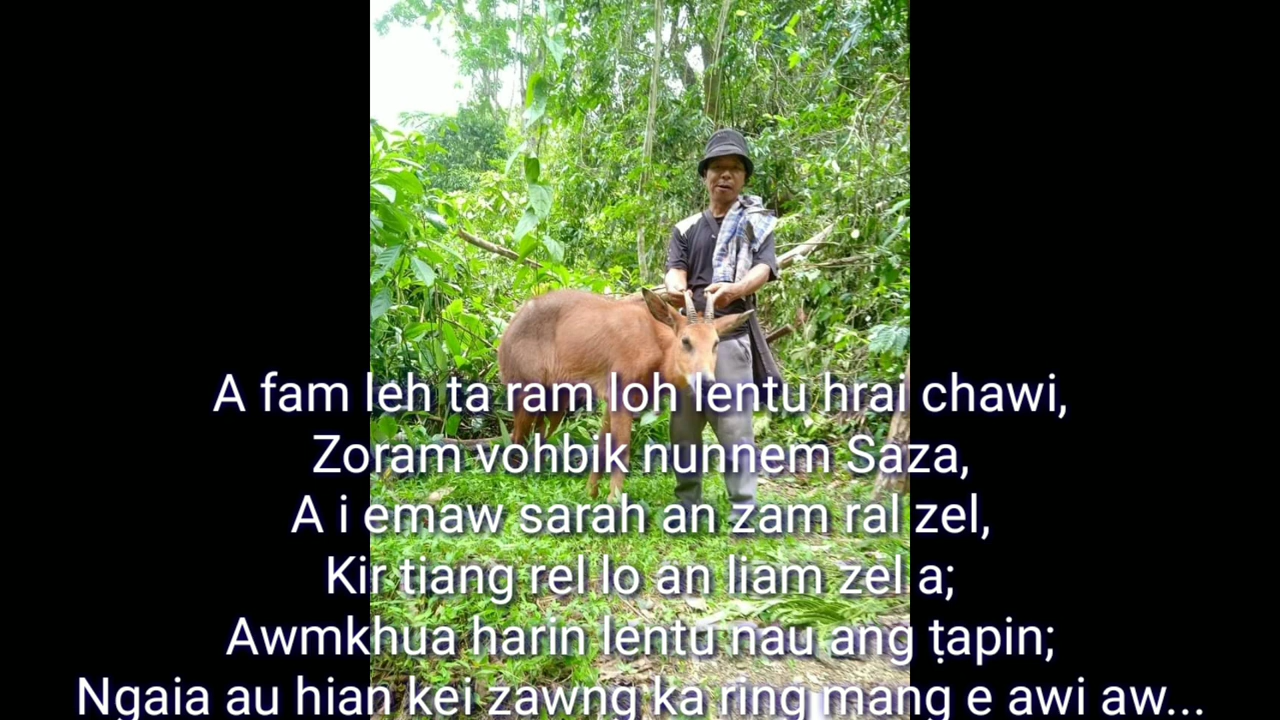 A fam leh ta ram loh lentu hrai chawi,
Zoram vohbik nunnem Saza,
A i emaw sarah an zam ral zel,
Kir tiang rel lo an liam zel a;
Awmkhua harin lentu nau ang ṭapin;
Ngaia au hian kei zawng ka ring mang e awi aw...